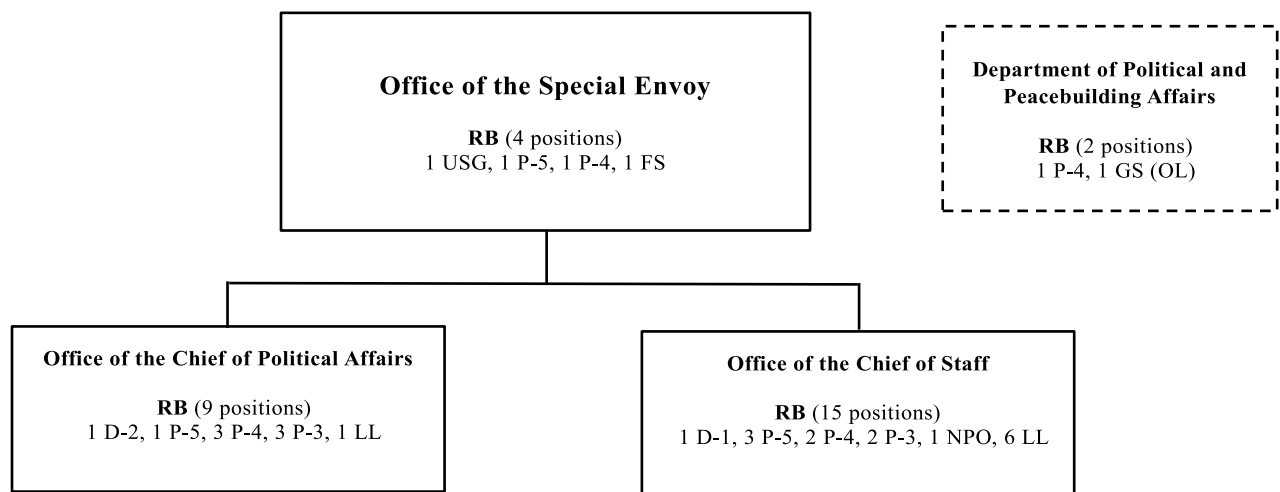 Office of the Special Envoy
RB (4 positions)
1 USG, 1 P-5, 1 P-4, 1 FS
Department of Political and
Peacebuilding Affairs
RB (2 positions)
1 P-4, 1 GS (OL)
Office of the Chief of Political Affairs
RB (9 positions)
1 D-2, 1 P-5, 3 P-4, 3 P-3, 1 LL
Office of the Chief of Staff
RB (15 positions)
1 D-1, 3 P-5, 2 P-4, 2 P-3, 1 NPO, 6 LL